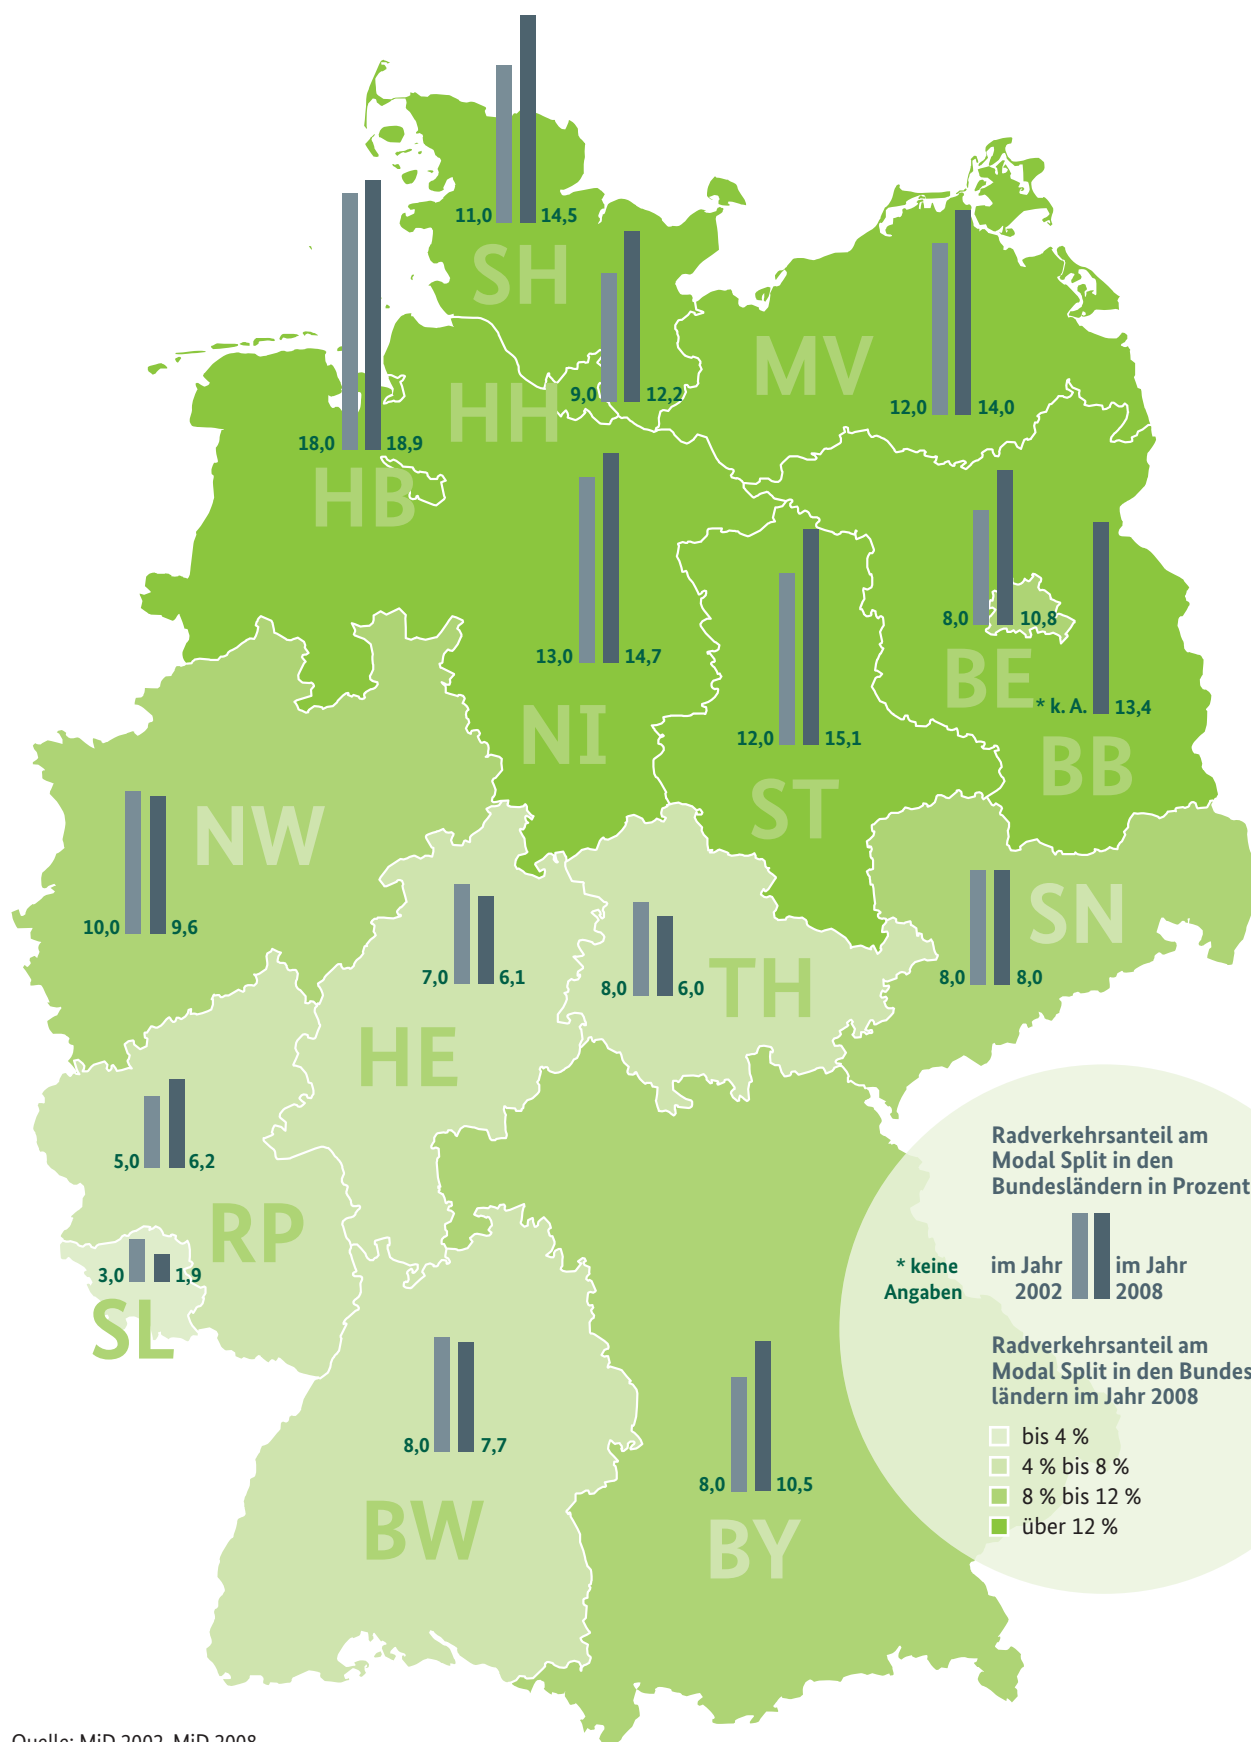 11,0 14,5
SH
9,0 12,2
HH
18,0 18,9
HB
MV
12,0 14,0
13,0 14,7
NI
8,0 10,8
BE
* k. A. 13,4
BB
12,0 15,1
ST
NW
10,0 9,6
7,0 6,1
HE
8,0 6,0
TH
SN
8,0 8,0
5,0 6,2
RP
3,0 1,9
SL
8,0 7,7
BW
8,0 10,5
BY
Radverkehrsanteil am
Modal Split in den
Bundesländern in Prozent
* keine
Angaben
im Jahr
2002
im Jahr
2008
Radverkehrsanteil am
Modal Split in den Bundes
ländern im Jahr 2008
bis 4 %
4 % bis 8 %
8 % bis 12 %
über 12 %
Quelle: MiD 2002, MiD 2008